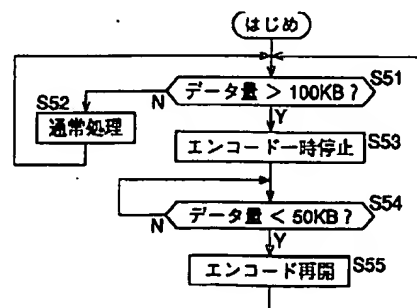 はじめ
データ量 > 100KB ?
S51
N
Y
S52
通常処理
エンコード一時停止
S53
データ量 < 50KB ?
S54
N
Y
エンコード再開
S55